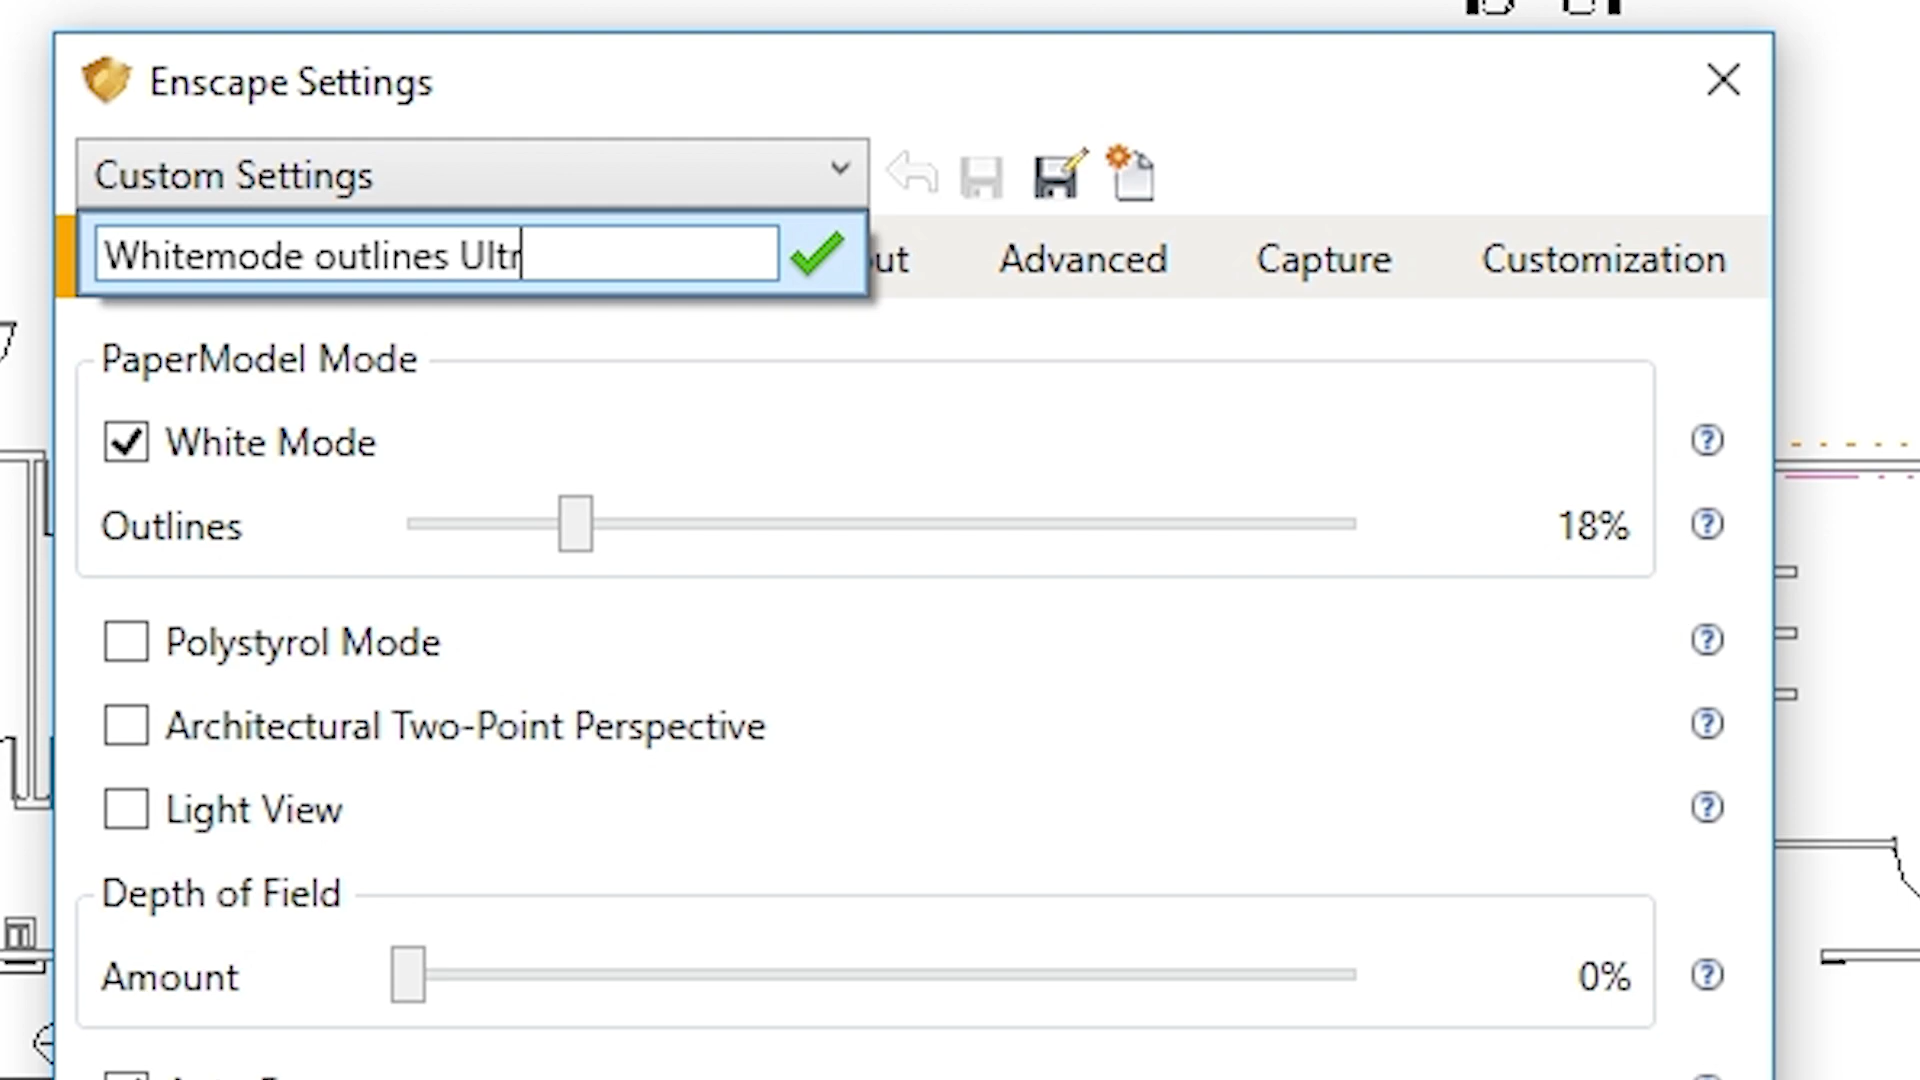 Enscape Settings
Custom Settings
Whitemode outlines Ultr
Advanced
Capture
Customization
PaperModel Mode
White Mode
Outlines
18%
Polystyrol Mode
Architectural Two-Point Perspective
Light View
Depth of Field
Amount
0%